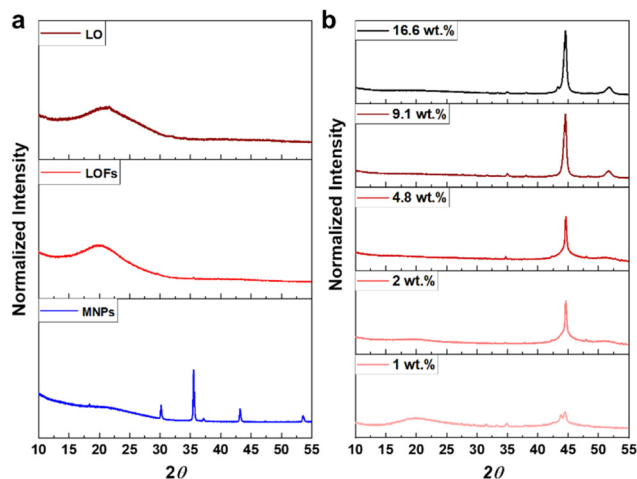 a
LO
LOFs
MNPs
Normalized Intensity
10 15 20 25 30 35 40 45 50 55
2θ
b
16.6 wt.%
9.1 wt.%
4.8 wt.%
2 wt.%
1 wt.%
Normalized Intensity
10 15 20 25 30 35 40 45 50 55
2θ